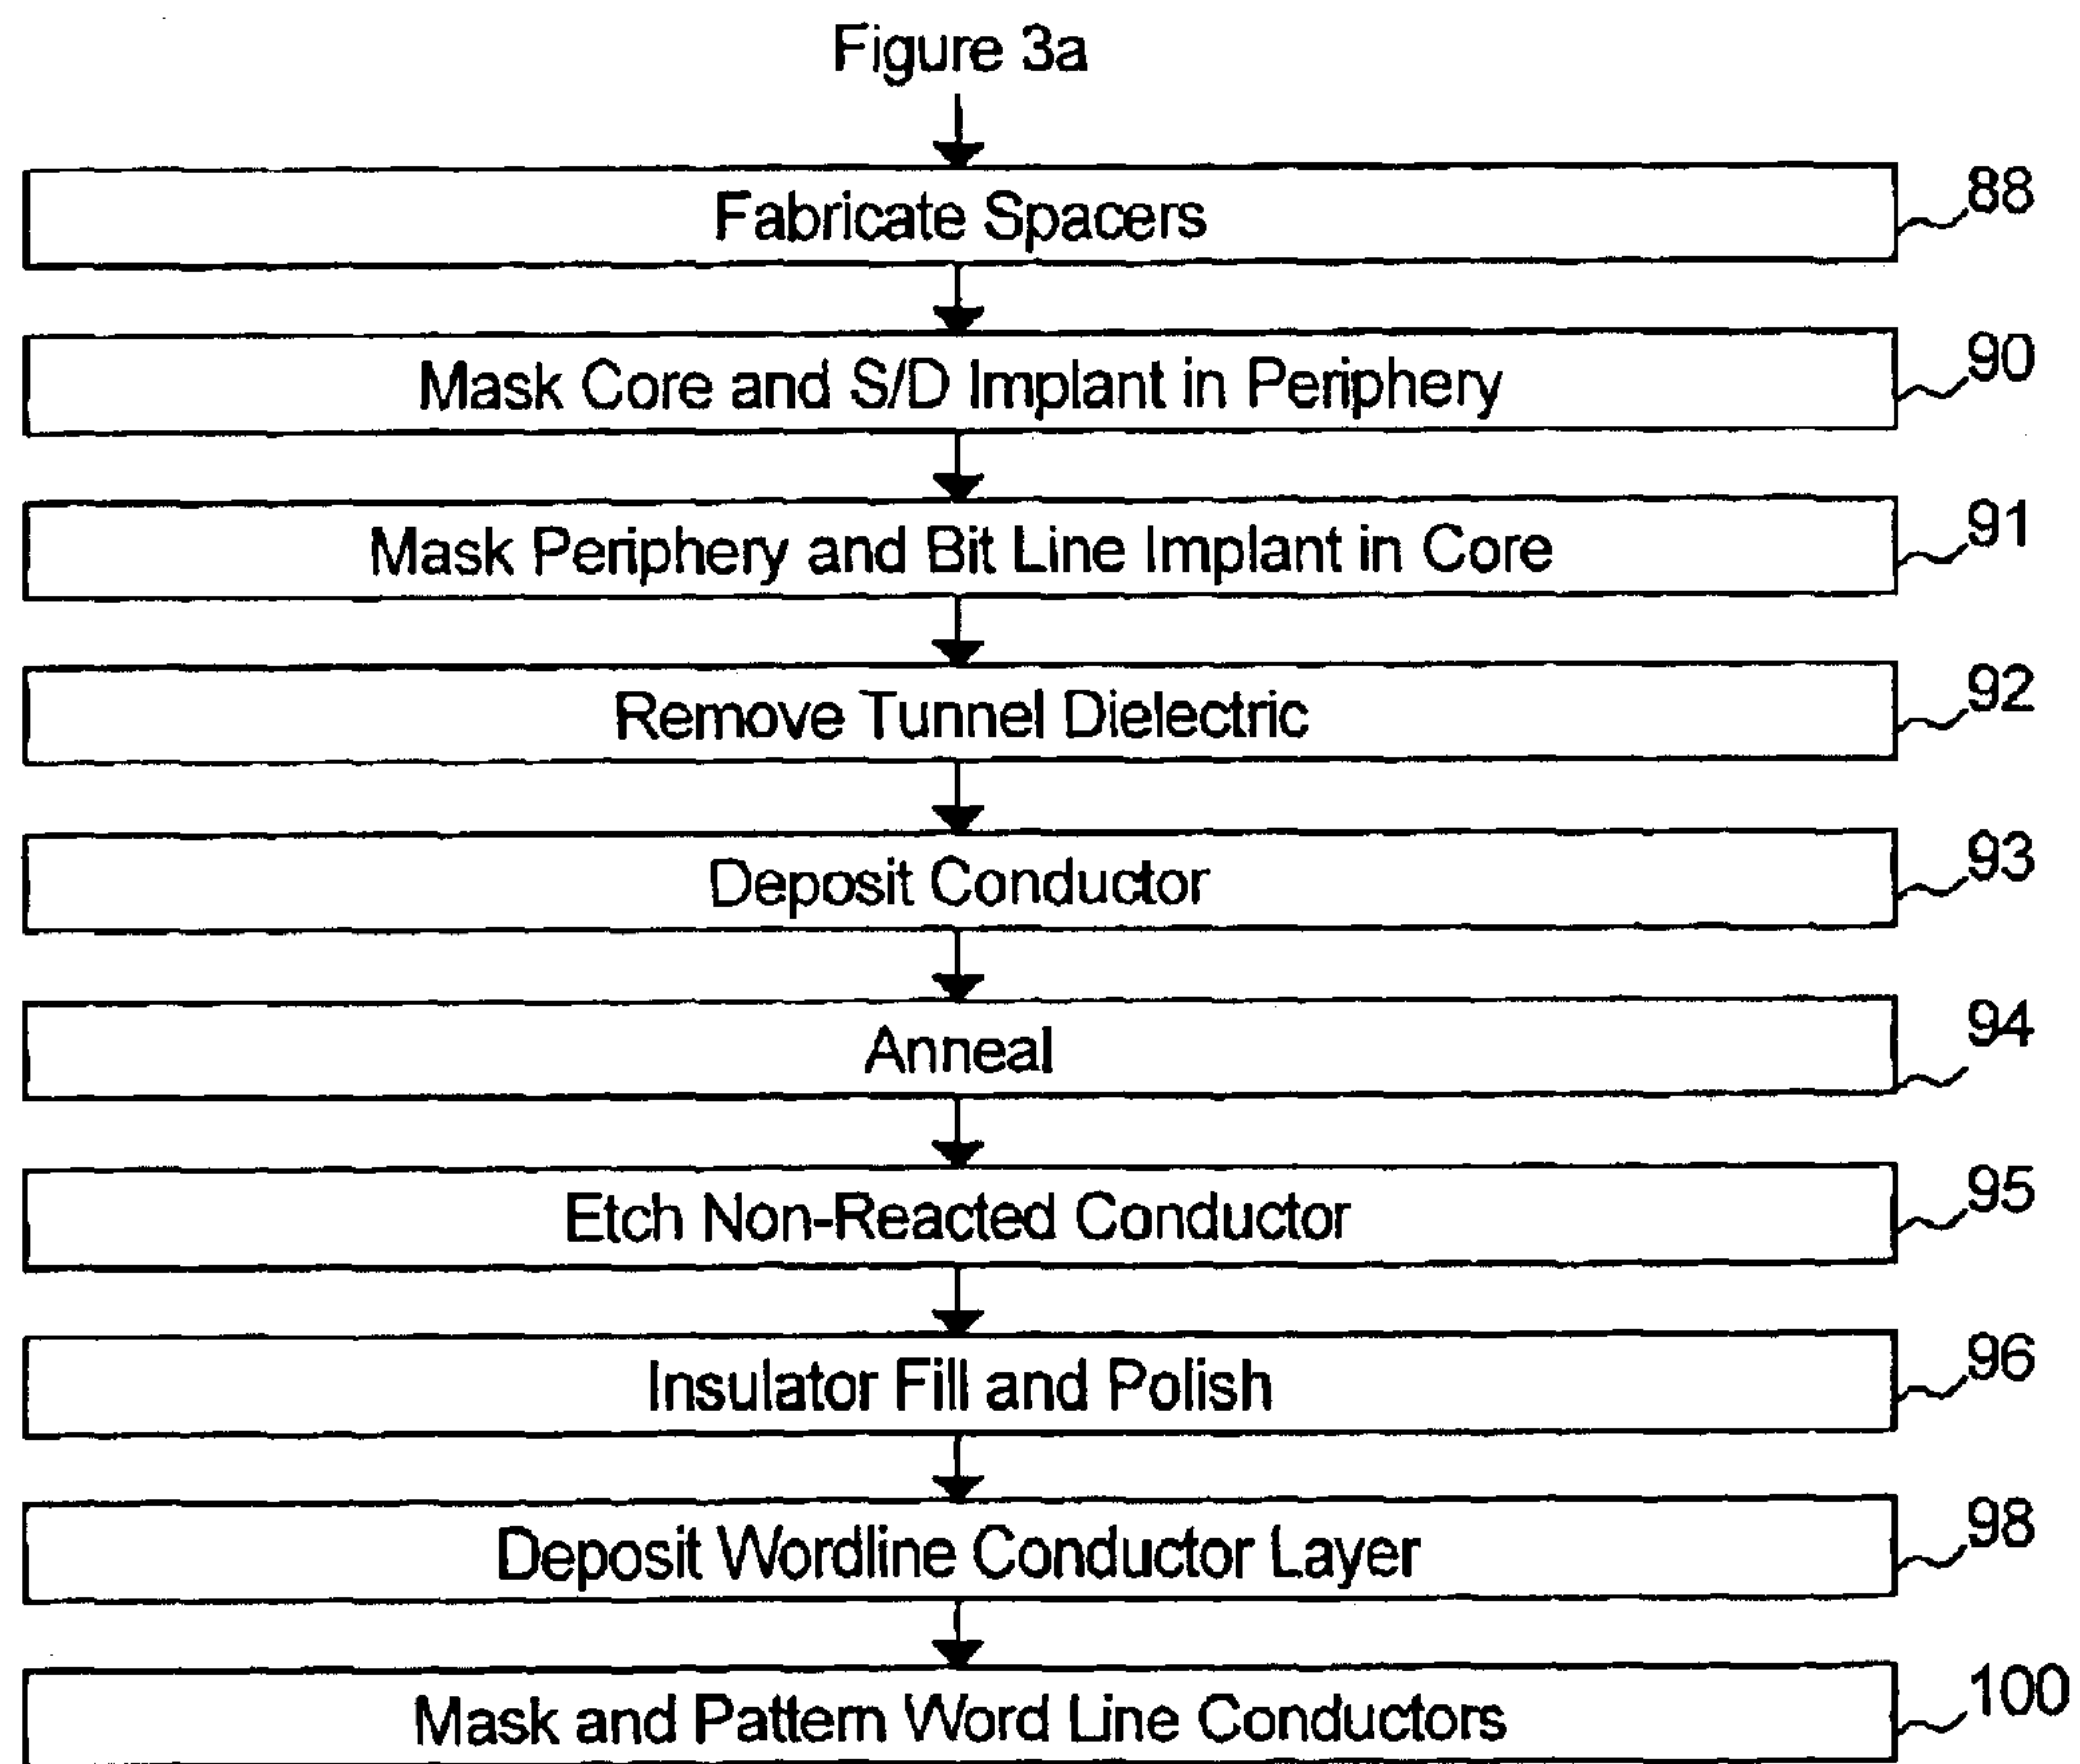 Figure 3a
Fabricate Spacers
88
Mask Core and S/D Implant in Periphery
90
Mask Periphery and Bit Line Implant in Core
91
Remove Tunnel Dielectric
92
Deposit Conductor
93
Anneal
94
Etch Non-Reacted Conductor
95
Insulator Fill and Polish
96
Deposit Wordline Conductor Layer
98
Mask and Pattern Word Line Conductors
100